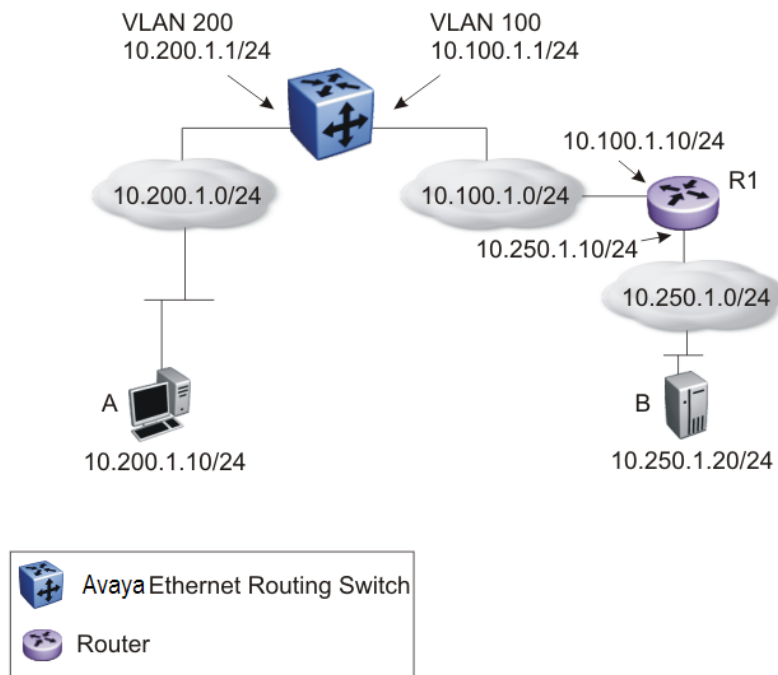 VLAN 200
10.200.1.1/24
VLAN 100
10.100.1.1/24
10.100.1.10/24
R1
10.200.1.0/24
10.100.1.0/24
10.250.1.10/24
10.250.1.0/24
A
B
10.200.1.10/24
10.250.1.20/24
Avaya Ethernet Routing Switch
Router